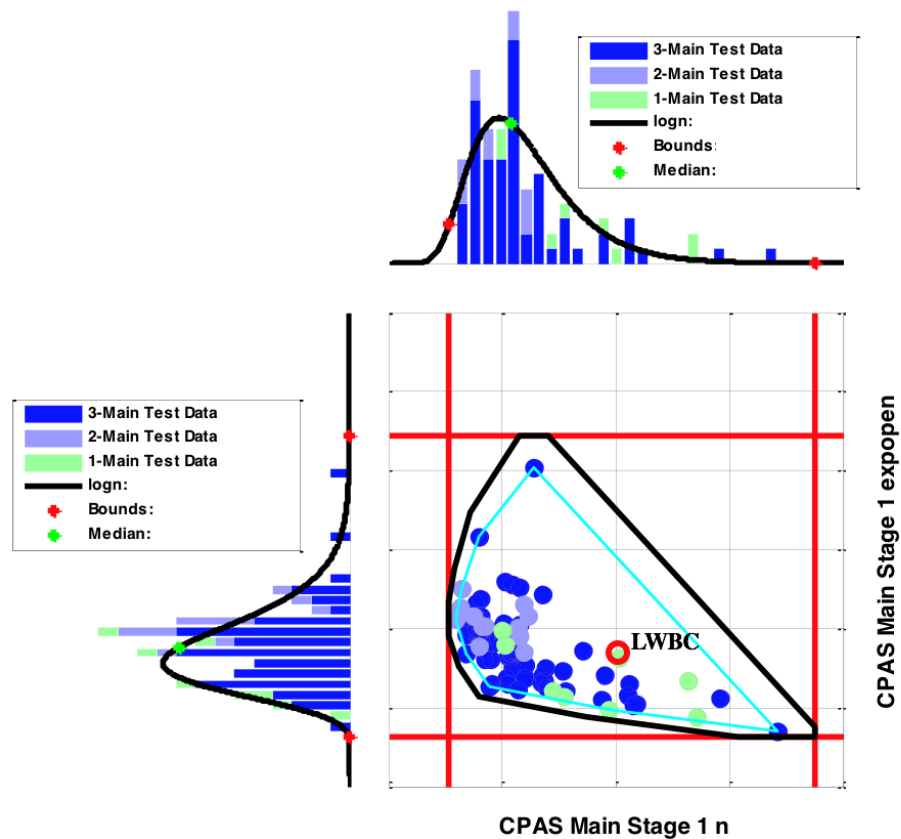 3-Main Test Data
2-Main Test Data
1-Main Test Data
logn:
Bounds:
Median:
3-Main Test Data
2-Main Test Data
1-Main Test Data
logn:
Bounds:
Median:
LWBC
CPAS Main Stage 1 expopen
CPAS Main Stage 1 n